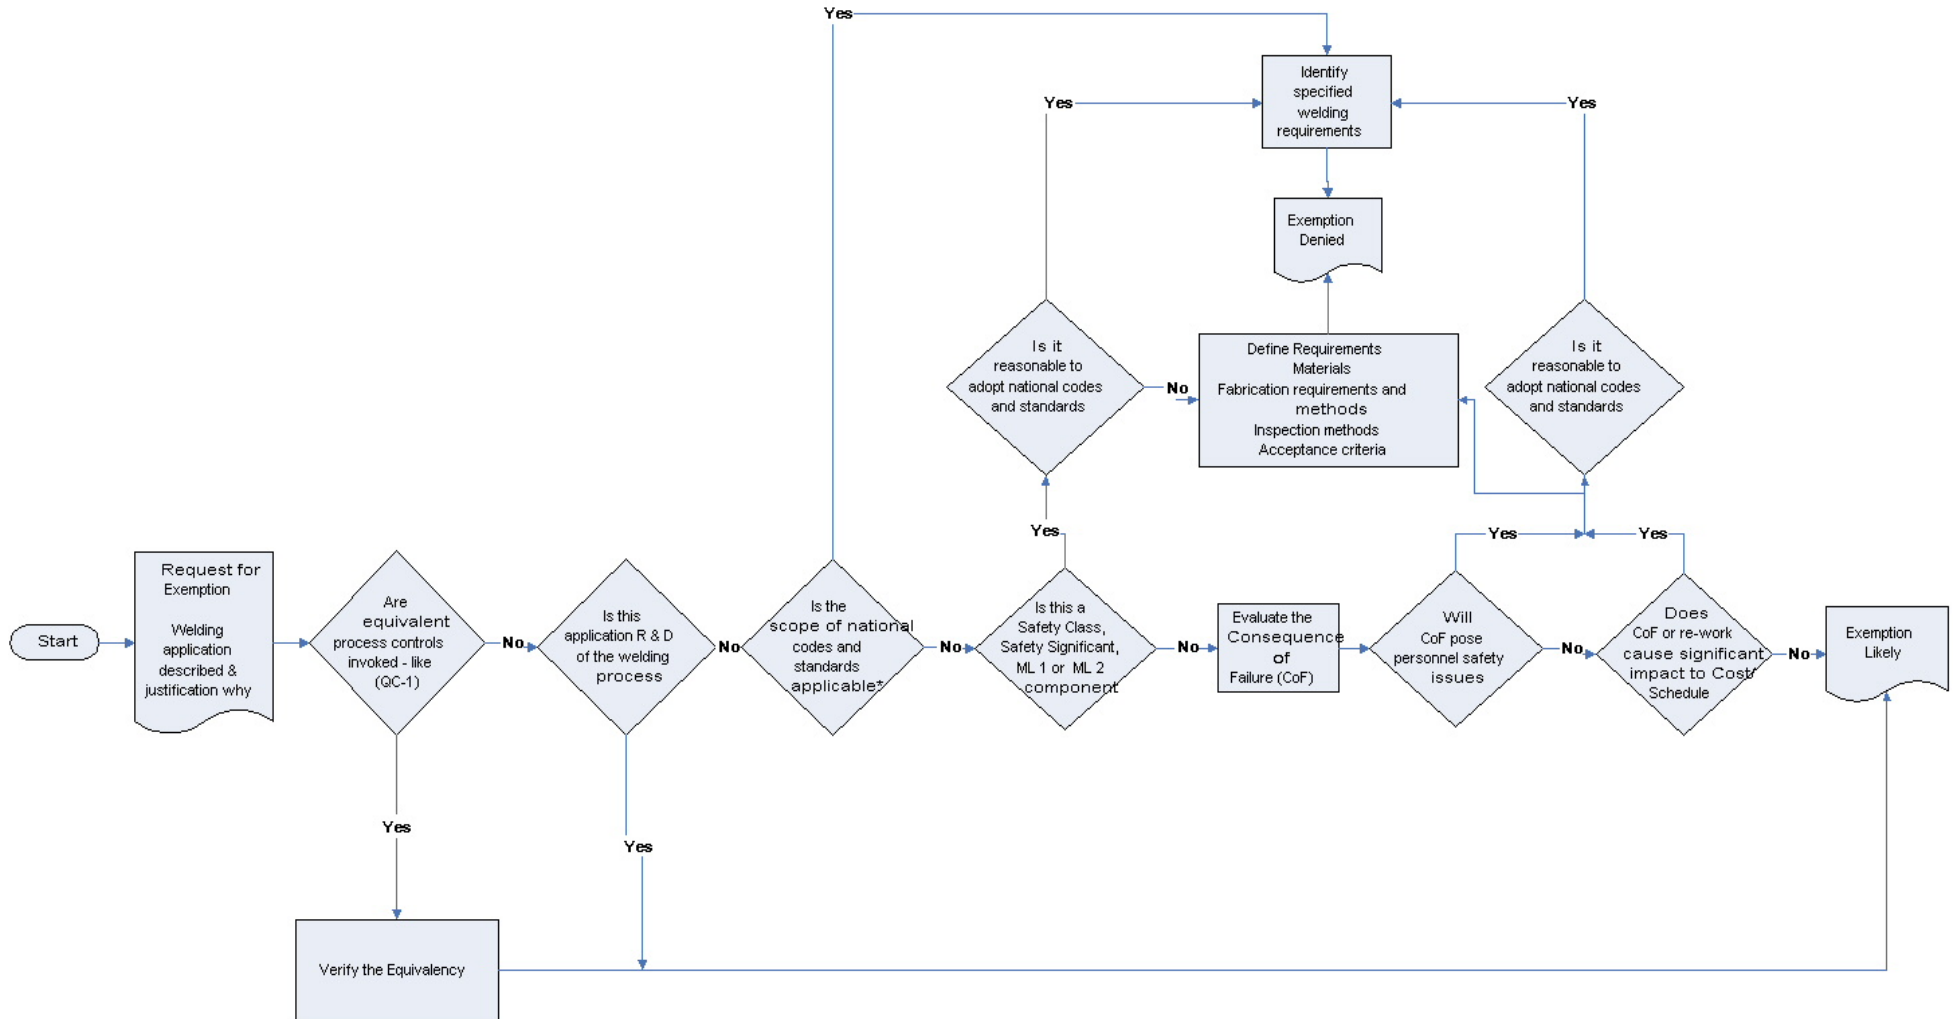 Yes
Identify
specified
welding
requirements
Yes
Yes
Exemption
Denied
Is it
reasonable to
adopt national codes
and standards
No
Define Requirements
Materials
Fabrication requirements and
methods
Inspection methods
Acceptance criteria
Is it
reasonable to
adopt national codes
and standards
Yes
Yes
Yes
Start
Request for
Exemption
Welding
application
described &
justification why
Are
equivalent
process controls
invoked - like
(QC-1)
No
Is this
application R & D
of the welding
process
No
Is the
scope of national
codes and
standards
applicable*
No
Is this a
Safety Class,
Safety Significant,
ML 1 or ML 2
component
No
Evaluate the
Consequence
of
Failure (CoF)
Will
CoF pose
personnel safety
issues
No
Does
CoF or re-work
cause significant
impact to Cost/
Schedule
No
Exemption
Likely
Yes
Yes
Verify the Equivalency